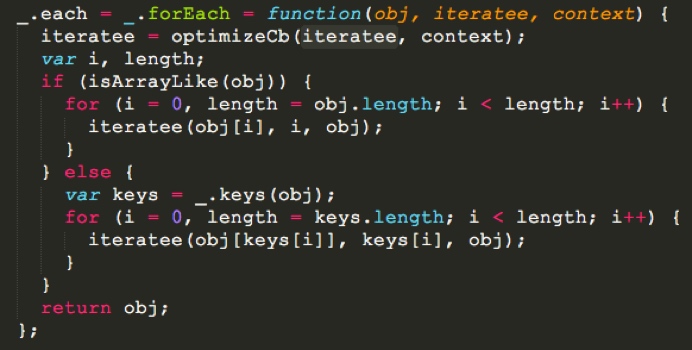 _.each = _.forEach = function(obj, iteratee, context) {
  iteratee = optimizeCb(iteratee, context);
  var i, length;
  if (isArrayLike(obj)) {
    for (i = 0, length = obj.length; i < length; i++) {
      iteratee(obj[i], i, obj);
    }
  } else {
    var keys = _.keys(obj);
    for (i = 0, length = keys.length; i < length; i++) {
      iteratee(obj[keys[i]], keys[i], obj);
    }
  }
  return obj;
};